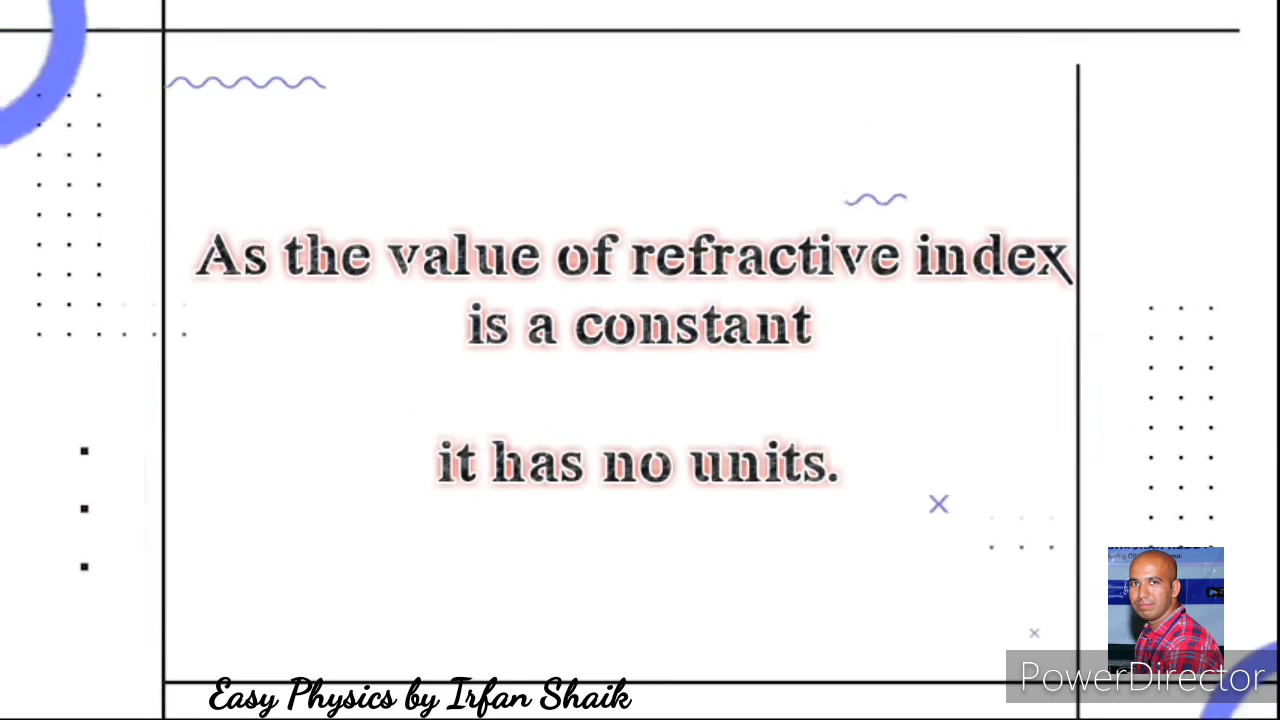 As the value of refractive index
is a constant
it has no units.
Easy Physics by Irfan Shaik
PowerDirector